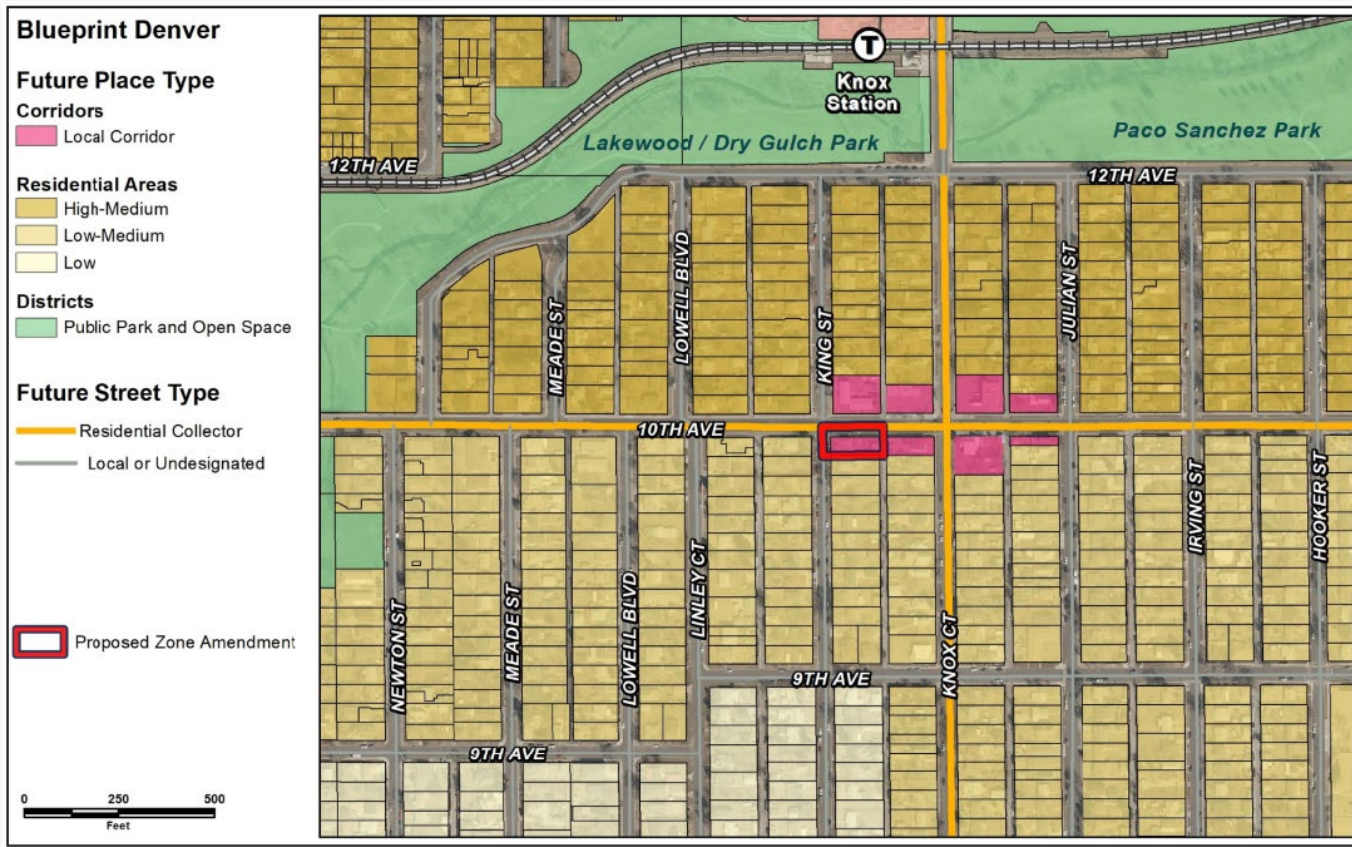 Blueprint Denver
Future Place Type
Corridors
Local Corridor
Residential Areas
High-Medium
Low-Medium
Low
Districts
Public Park and Open Space
Future Street Type
Residential Collector
Local or Undesignated
Proposed Zone Amendment
0 250 500
Feet
T
Knox
Station
Lakewood / Dry Gulch Park
Paco Sanchez Park
12TH AVE
12TH AVE
MEADE ST
LOWELL BLVD
KING ST
JULIAN ST
10TH AVE
NEWTON ST
MEADE ST
LOWELL BLVD
LINLEY CT
KNOX CT
IRVING ST
HOOKER ST
9TH AVE
9TH AVE